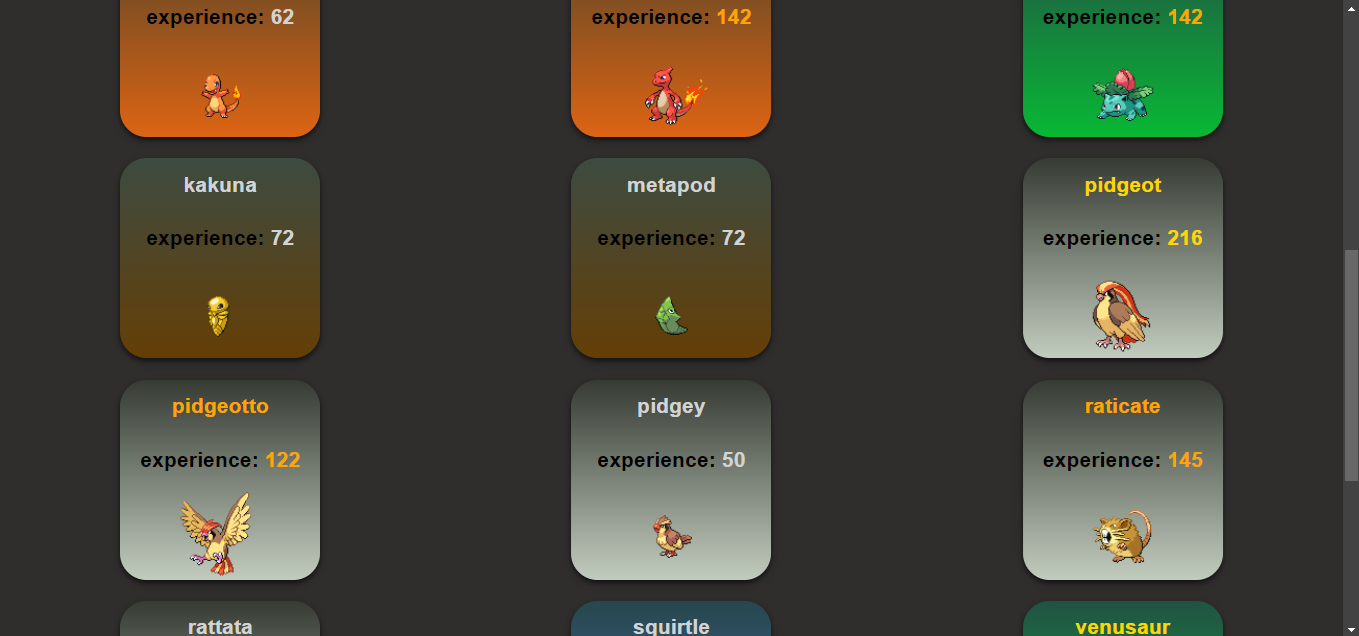 experience: 62
experience: 142
experience: 142
kakuna
metapod
pidgeot
experience: 72
experience: 72
experience: 216
pidgeotto
pidgey
raticate
experience: 122
experience: 50
experience: 145
rattata
squirtle
venusaur